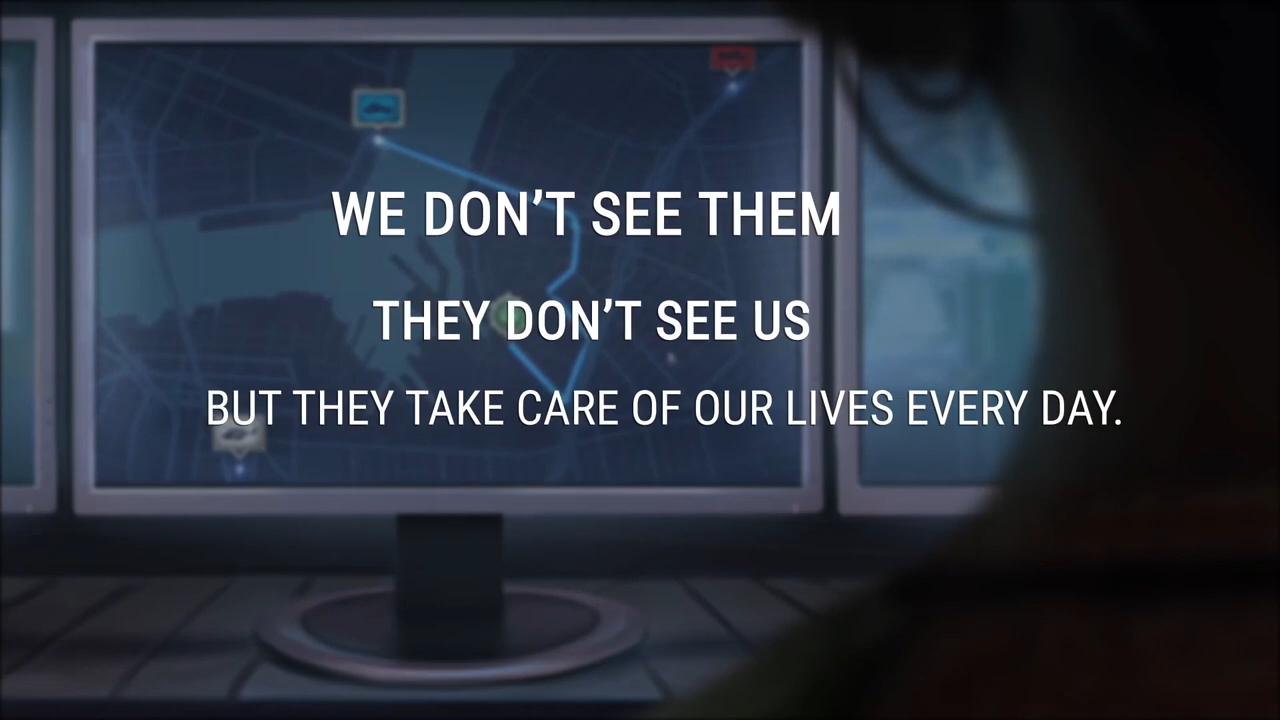 WE DON’T SEE THEM
THEY DON’T SEE US
BUT THEY TAKE CARE OF OUR LIVES EVERY DAY.